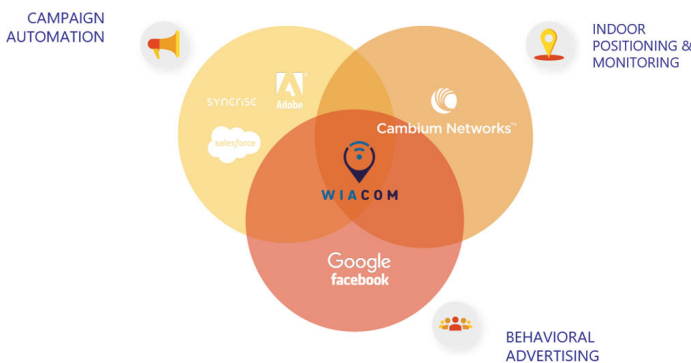 CAMPAIGN
AUTOMATION
INDOOR
POSITIONING &
MONITORING
synerise
Adobe
salesforce
Cambium Networks™
WIACOM
Google
facebook
BEHAVIORAL
ADVERTISING